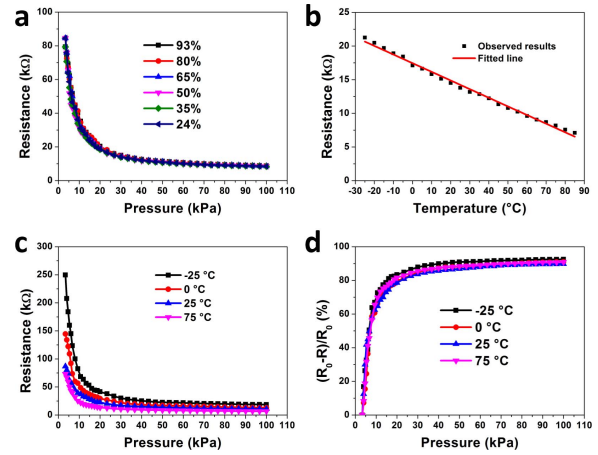 a
Resistance (kΩ)
100
80
60
40
20
0
93%
80%
65%
50%
35%
24%
0 10 20 30 40 50 60 70 80 90 100 110
Pressure (kPa)
b
Resistance (kΩ)
25
20
15
10
5
0
Observed results
Fitted line
-30 -20 -10 0 10 20 30 40 50 60 70 80 90
Temperature (°C)
c
Resistance (kΩ)
300
250
200
150
100
50
0
-25 °C
0 °C
25 °C
75 °C
0 10 20 30 40 50 60 70 80 90 100 110
Pressure (kPa)
d
(R0-R)/R0 (%)
100
80
60
40
20
0
-25 °C
0 °C
25 °C
75 °C
0 10 20 30 40 50 60 70 80 90 100 110
Pressure (kPa)